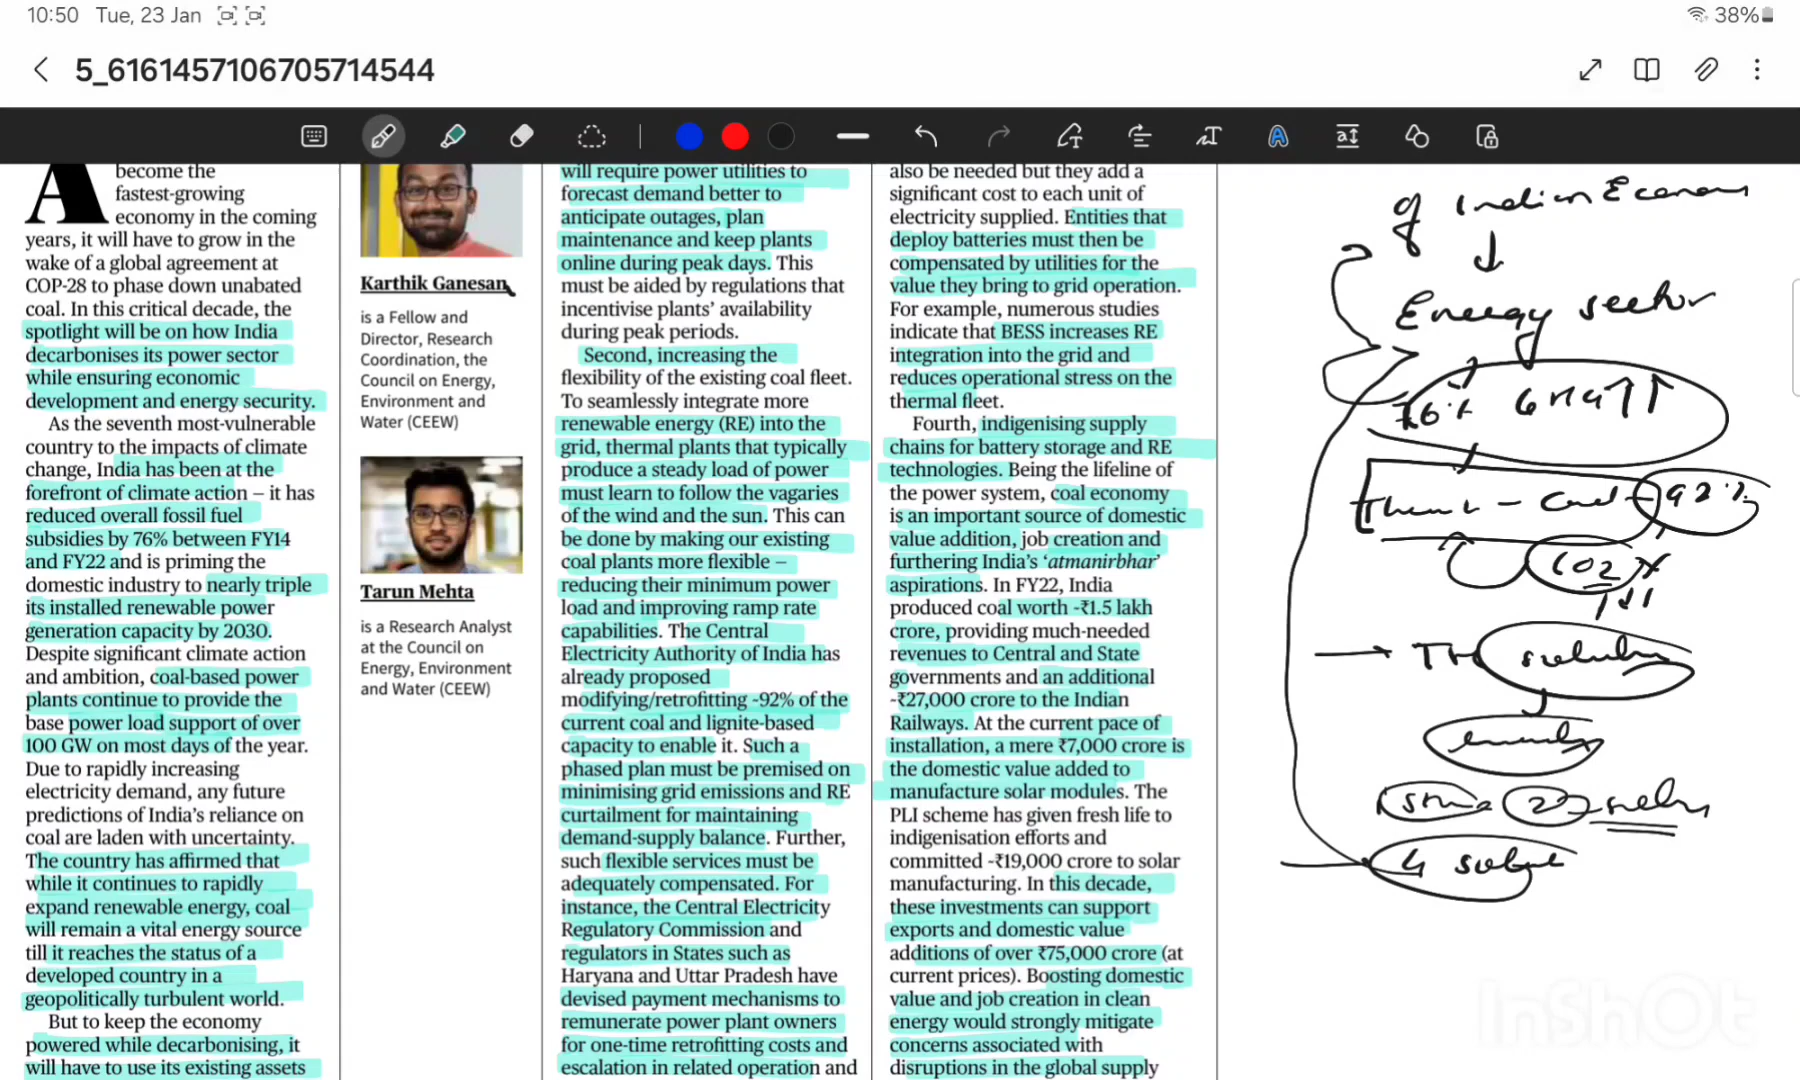 10:50 Tue, 23 Jan
38%
5_6161457106705714544
A
become the
fastest-growing
economy in the coming
years, it will have to grow in the
wake of a global agreement at
COP-28 to phase down unabated
coal. In this critical decade, the
spotlight will be on how India
decarbonises its power sector
while ensuring economic
development and energy security.
As the seventh most-vulnerable
country to the impacts of climate
change, India has been at the
forefront of climate action — it has
reduced overall fossil fuel
subsidies by 76% between FY14
and FY22 and is priming the
domestic industry to nearly triple
its installed renewable power
generation capacity by 2030.
Despite significant climate action
and ambition, coal-based power
plants continue to provide the
base power load support of over
100 GW on most days of the year.
Due to rapidly increasing
electricity demand, any future
predictions of India's reliance on
coal are laden with uncertainty.
The country has affirmed that
while it continues to rapidly
expand renewable energy, coal
will remain a vital energy source
till it reaches the status of a
developed country in a
geopolitically turbulent world.
But to keep the economy
powered while decarbonising, it
will have to use its existing assets
Karthik Ganesan
is a Fellow and
Director, Research
Coordination, the
Council on Energy,
Environment and
Water (CEEW)
Tarun Mehta
is a Research Analyst
at the Council on
Energy, Environment
and Water (CEEW)
will require power utilities to
forecast demand better to
anticipate outages, plan
maintenance and keep plants
online during peak days. This
must be aided by regulations that
incentivise plants' availability
during peak periods.
Second, increasing the
flexibility of the existing coal fleet.
To seamlessly integrate more
renewable energy (RE) into the
grid, thermal plants that typically
produce a steady load of power
must learn to follow the vagaries
of the wind and the sun. This can
be done by making our existing
coal plants more flexible —
reducing their minimum power
load and improving ramp rate
capabilities. The Central
Electricity Authority of India has
already proposed
modifying/retrofitting ~92% of the
current coal and lignite-based
capacity to enable it. Such a
phased plan must be premised on
minimising grid emissions and RE
curtailment for maintaining
demand-supply balance. Further,
such flexible services must be
adequately compensated. For
instance, the Central Electricity
Regulatory Commission and
regulators in States such as
Haryana and Uttar Pradesh have
devised payment mechanisms to
remunerate power plant owners
for one-time retrofitting costs and
escalation in related operation and
also be needed but they add a
significant cost to each unit of
electricity supplied. Entities that
deploy batteries must then be
compensated by utilities for the
value they bring to grid operation.
For example, numerous studies
indicate that BESS increases RE
integration into the grid and
reduces operational stress on the
thermal fleet.
Fourth, indigenising supply
chains for battery storage and RE
technologies. Being the lifeline of
the power system, coal economy
is an important source of domestic
value addition, job creation and
furthering India's 'atmanirbhar'
aspirations. In FY22, India
produced coal worth ~₹1.5 lakh
crore, providing much-needed
revenues to Central and State
governments and an additional
~₹27,000 crore to the Indian
Railways. At the current pace of
installation, a mere ₹7,000 crore is
the domestic value added to
manufacture solar modules. The
PLI scheme has given fresh life to
indigenisation efforts and
committed ~₹19,000 crore to solar
manufacturing. In this decade,
these investments can support
exports and domestic value
additions of over ₹75,000 crore (at
current prices). Boosting domestic
value and job creation in clean
energy would strongly mitigate
concerns associated with
disruptions in the global supply
of Indian
Energy sector
76%
Coal - 92%
CO2
4
InShOt